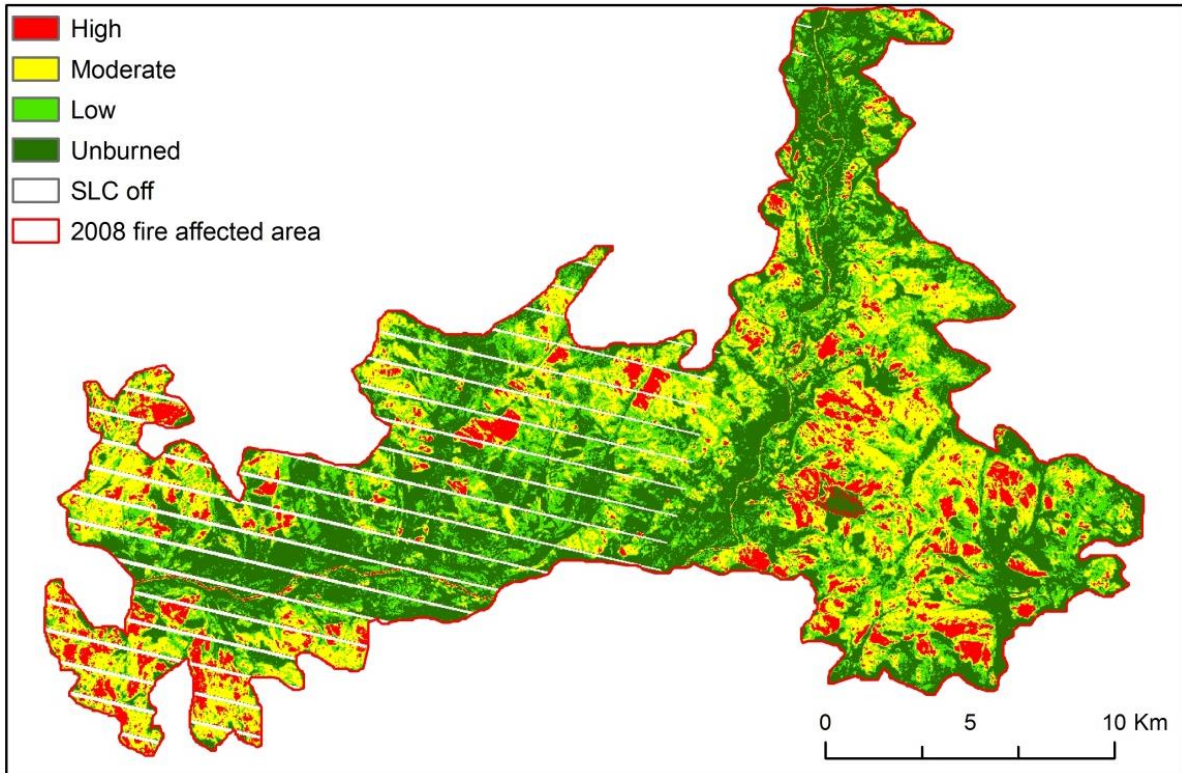 High
Moderate
Low
Unburned
SLC off
2008 fire affected area
0 5 10 Km